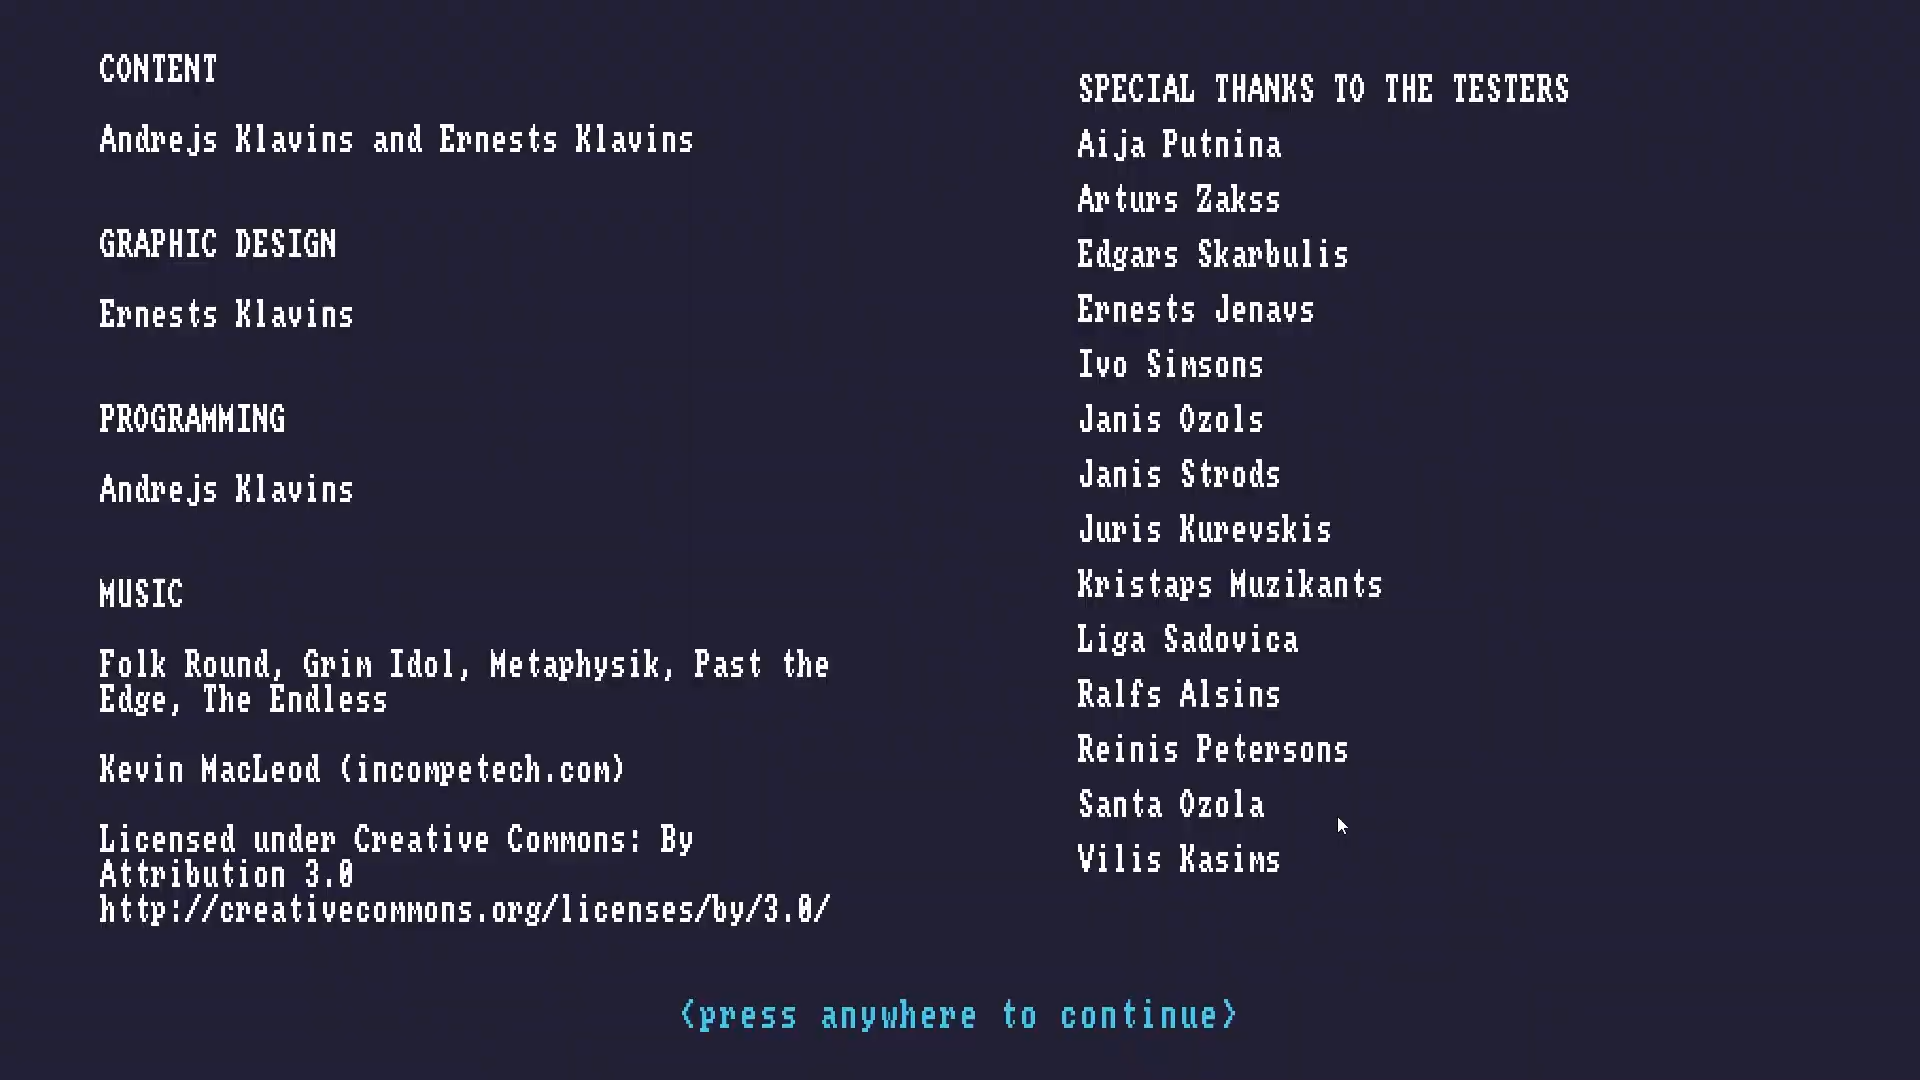 CONTENT
Andrejs Klavins and Ernests Klavins
GRAPHIC DESIGN
Ernests Klavins
PROGRAMMING
Andrejs Klavins
MUSIC
Folk Round, Grim Idol, Metaphysik, Past the
Edge, The Endless
Kevin MacLeod (incompetech.com)
Licensed under Creative Commons: By
Attribution 3.0
http://creativecommons.org/licenses/by/3.0/
SPECIAL THANKS TO THE TESTERS
Aija Putnina
Arturs Zakss
Edgars Skarbulis
Ernests Jenavs
Ivo Simsons
Janis Ozols
Janis Strods
Juris Kurevskis
Kristaps Muzikants
Liga Sadovica
Ralfs Alsins
Reinis Petersons
Santa Ozola
Vilis Kasims
<press anywhere to continue>